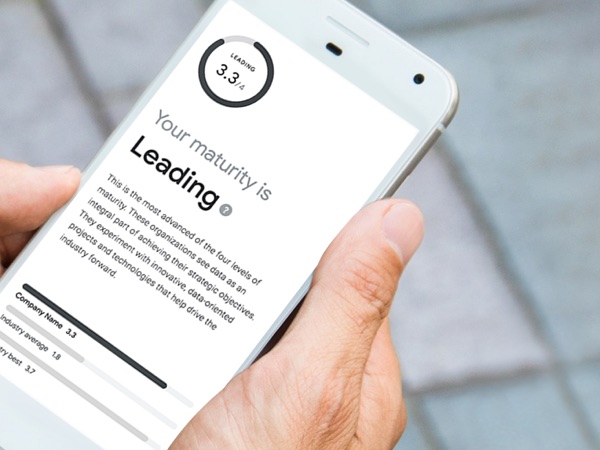 LEADING
3.3/4
Your maturity is
Leading ?
This is the most advanced of the four levels of
maturity. These organizations see data as an
integral part of achieving their strategic objectives.
They experiment with innovative, data-oriented
projects and technologies that help drive the
industry forward.
Company Name 3.3
industry average 1.8
try best 3.7